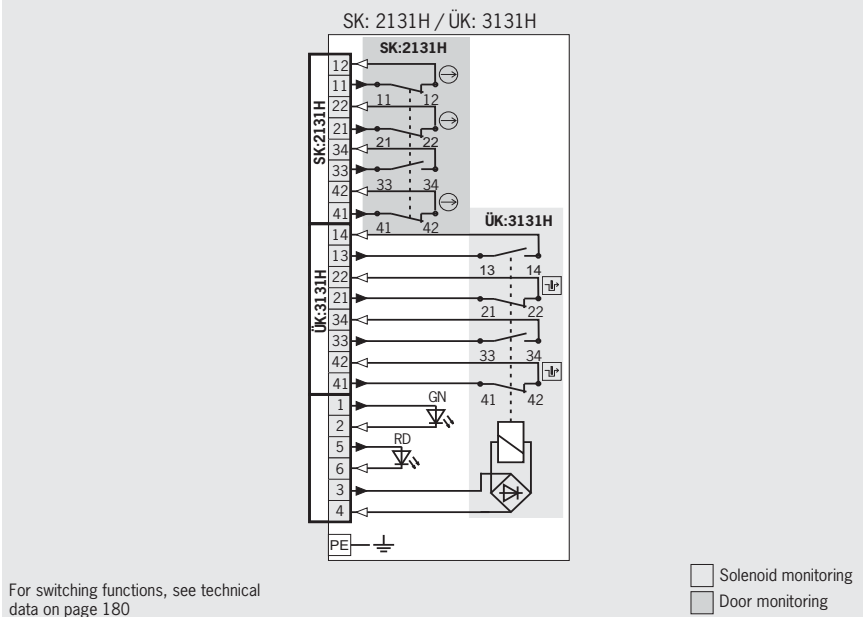 SK: 2131H / ÜK: 3131H
SK:2131H
SK:2131H
12
11
11 12
22
21
21 22
34
33
33 34
42
41
41 42
ÜK:3131H
ÜK:3131H
14
13
13 14
22
21
21 22
34
33
33 34
42
41
41 42
1
GN
2
5
RD
6
3
4
PE
For switching functions, see technical
data on page 180
Solenoid monitoring
Door monitoring